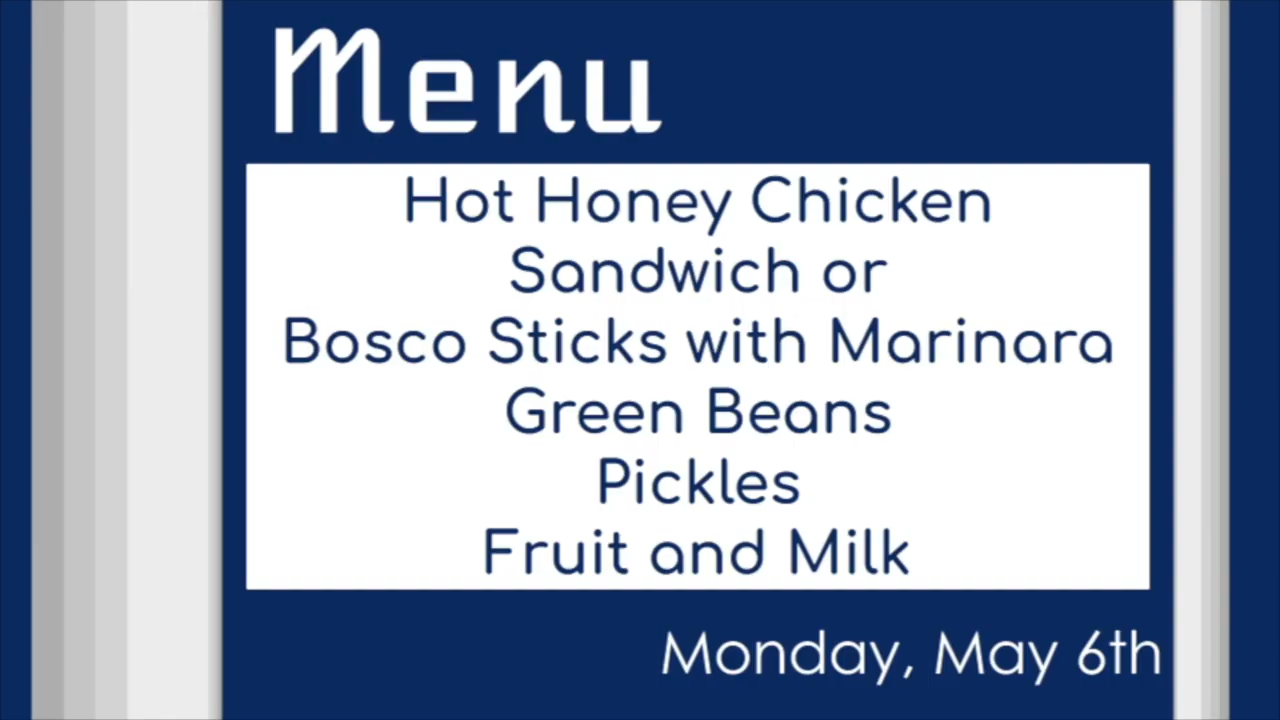 Menu
Hot Honey Chicken
Sandwich or
Bosco Sticks with Marinara
Green Beans
Pickles
Fruit and Milk
Monday, May 6th